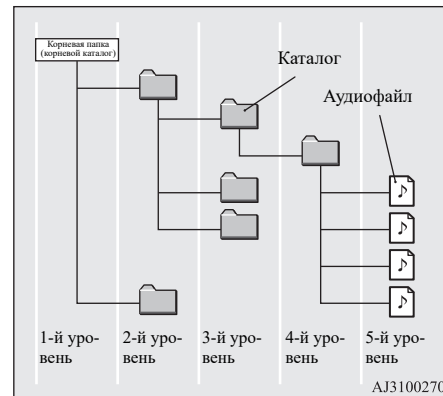 Корневая папка
(корневой каталог)
Каталог
Аудиофайл
1-й уро-
вень
2-й уро-
вень
3-й уро-
вень
4-й уро-
вень
5-й уро-
вень
AJ3100270